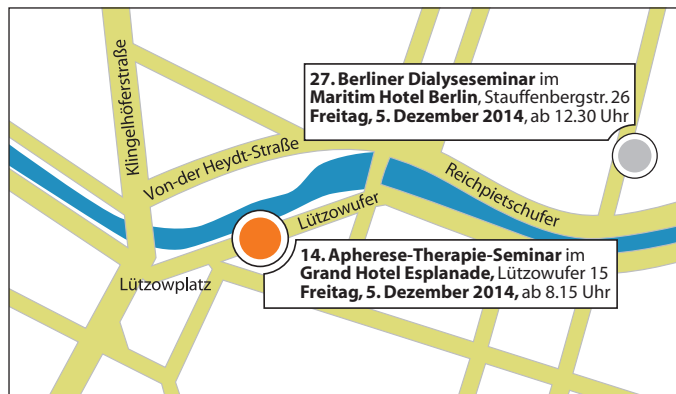 27. Berliner Dialyseseminar im
Maritim Hotel Berlin, Stauffenbergstr. 26
Freitag, 5. Dezember 2014, ab 12.30 Uhr
Klingelhöferstraße
Von-der Heydt-Straße
Reichpietschufer
Lützowufer
14. Apherese-Therapie-Seminar im
Grand Hotel Esplanade, Lützowufer 15
Freitag, 5. Dezember 2014, ab 8.15 Uhr
Lützowplatz